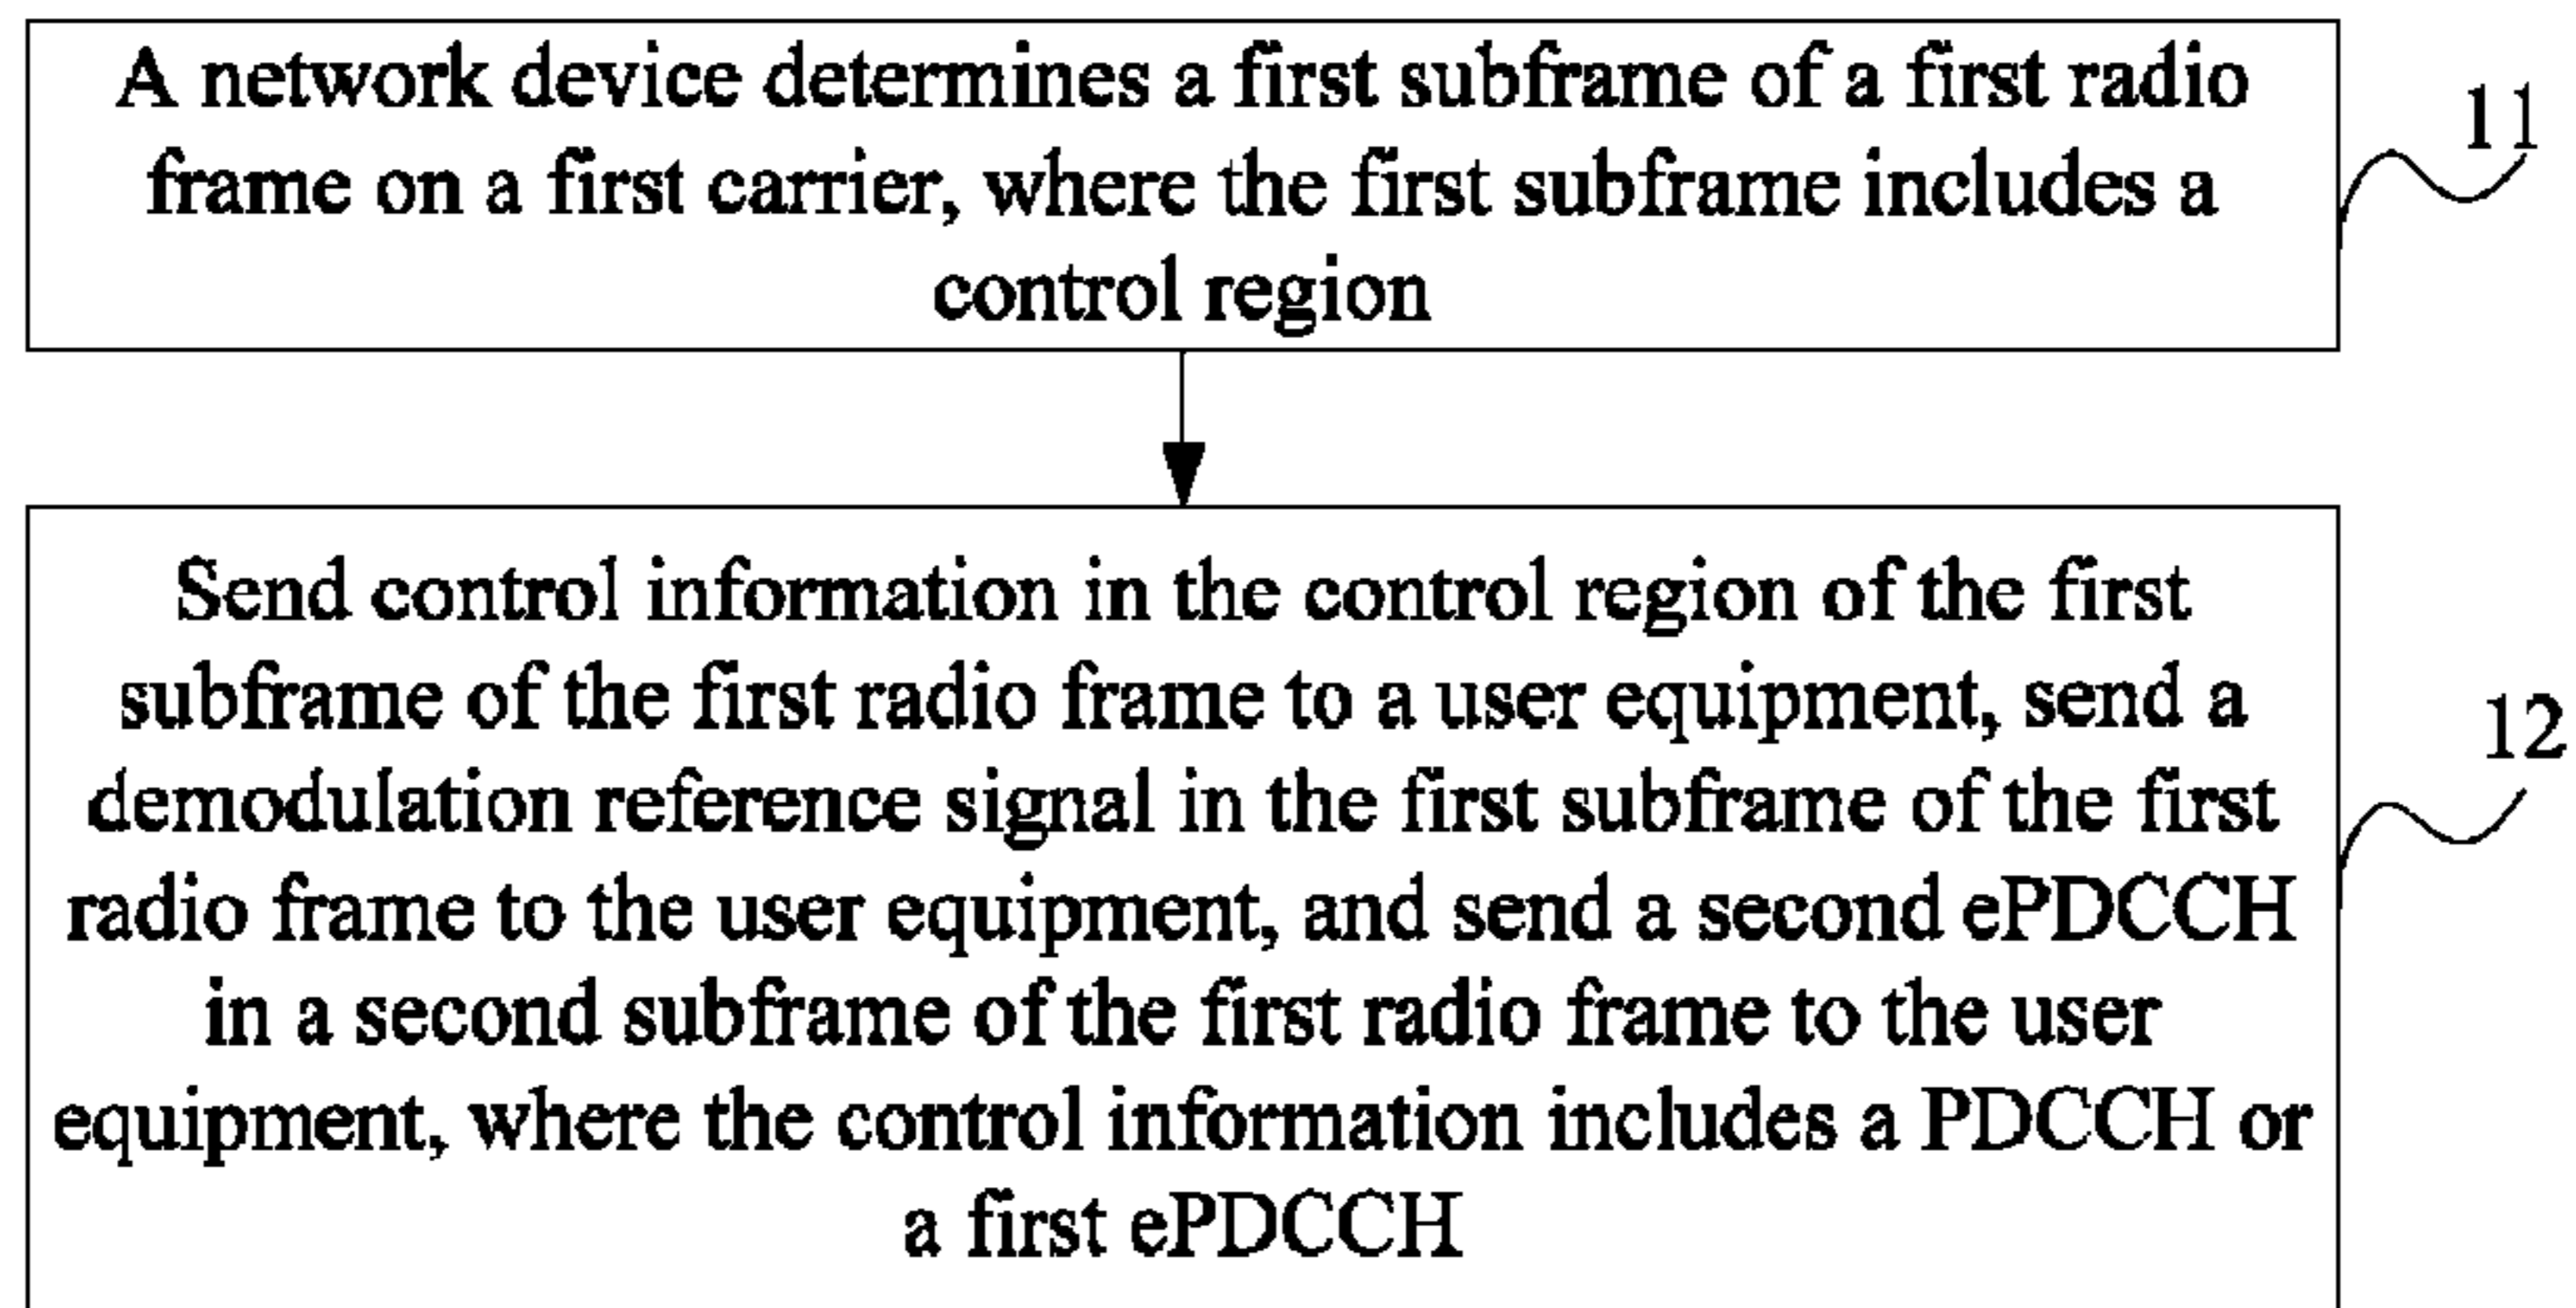 A network device determines a first subframe of a first radio
frame on a first carrier, where the first subframe includes a
control region
11
Send control information in the control region of the first
subframe of the first radio frame to a user equipment, send a
demodulation reference signal in the first subframe of the first
radio frame to the user equipment, and send a second ePDCCH
in a second subframe of the first radio frame to the user
equipment, where the control information includes a PDCCH or
a first ePDCCH
12